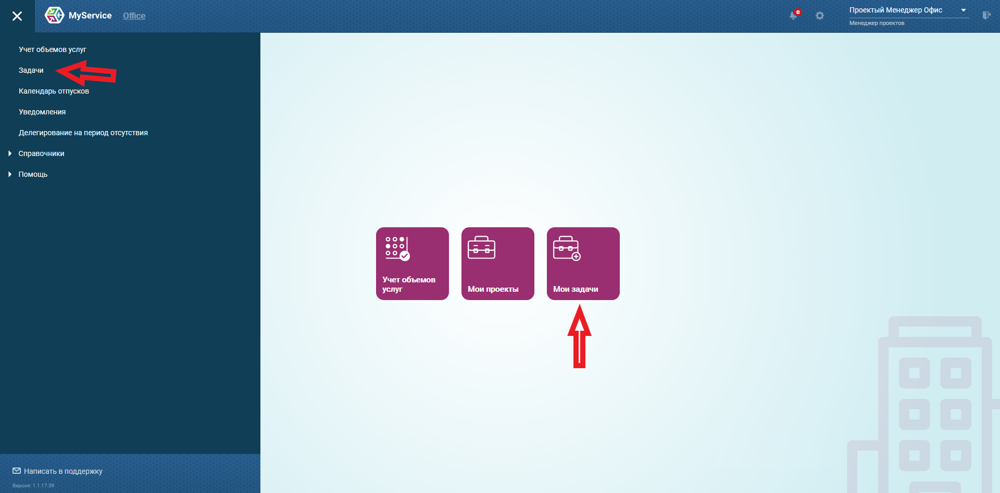 MyService Office
0
Проектый Менеджер Офис
Менеджер проектов
Учет объемов услуг
Задачи
Календарь отпусков
Уведомления
Делегирование на период отсутствия
Справочники
Помощь
Учет объемов
услуг
Мои проекты
Мои задачи
Написать в поддержку
Версия: 1.1.17.39